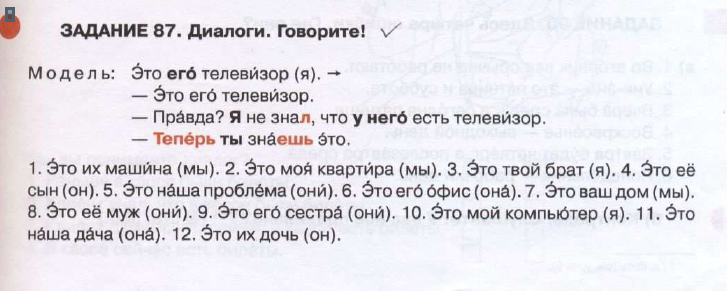 ЗАДАНИЕ 87. Диалоги. Говорите!
Модель: Э́то его́ телеви́зор (я). →
— Э́то его́ телеви́зор.
— Пра́вда? Я не зна́л, что у него́ есть телеви́зор.
— Тепе́рь ты зна́ешь э́то.
1. Э́то их маши́на (мы). 2. Э́то моя́ кварти́ра (мы). 3. Э́то твой брат (я). 4. Э́то её
сын (он). 5. Э́то на́ша пробле́ма (они́). 6. Э́то его́ о́фис (она́). 7. Э́то ваш дом (мы).
8. Э́то её муж (они́). 9. Э́то его́ сестра́ (они́). 10. Э́то мой компью́тер (я). 11. Э́то
на́ша да́ча (она́). 12. Э́то их дочь (он).